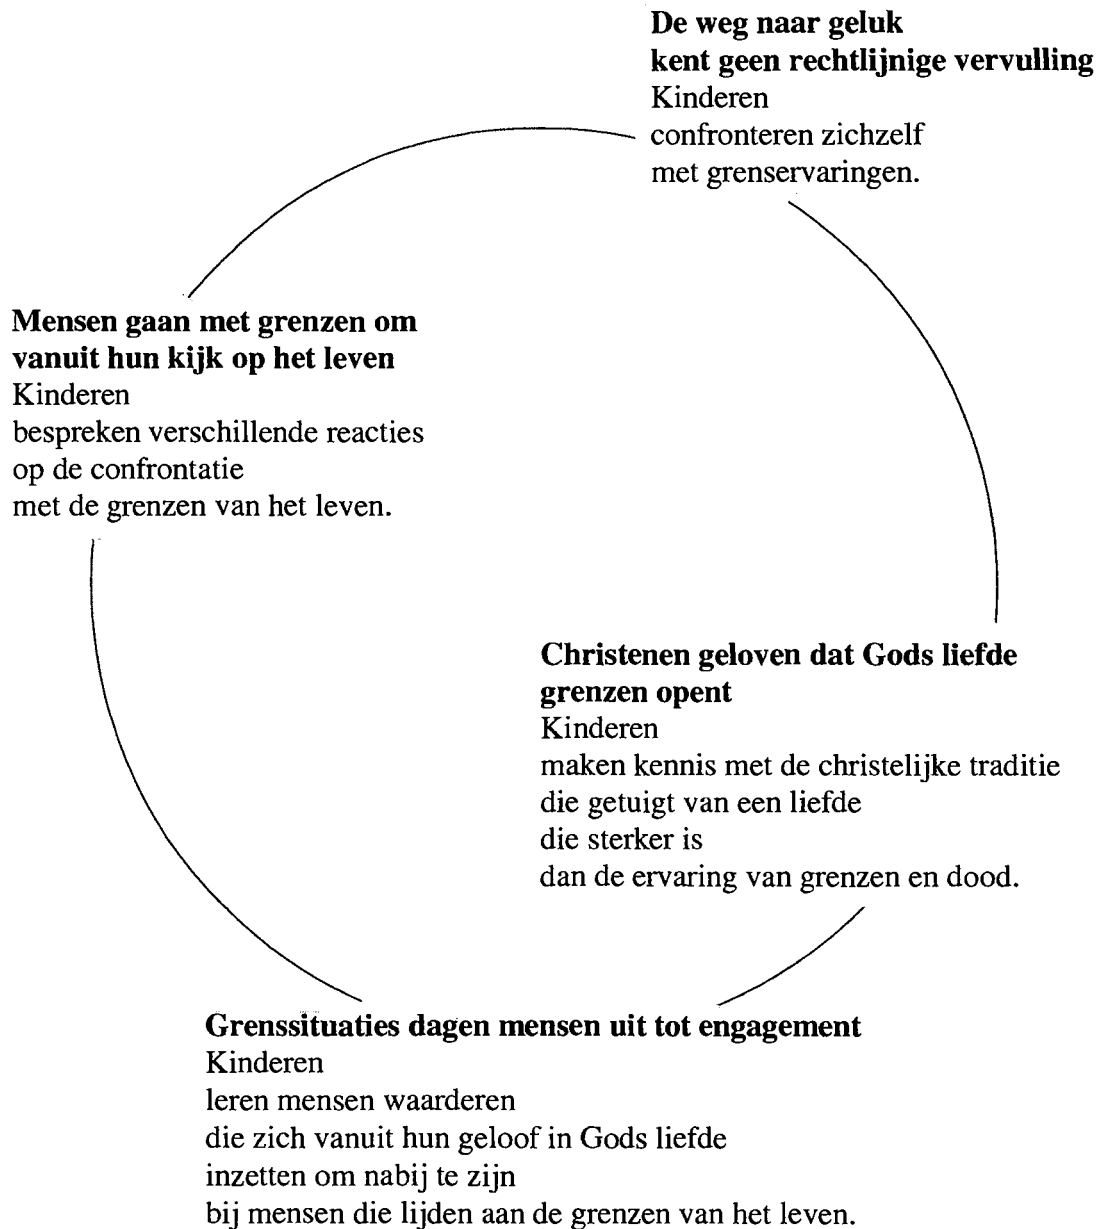 De weg naar geluk
kent geen rechtlijnige vervulling
Kinderen
confronteren zichzelf
met grenservaringen.
Mensen gaan met grenzen om
vanuit hun kijk op het leven
Kinderen
bespreken verschillende reacties
op de confrontatie
met de grenzen van het leven.
Christenen geloven dat Gods liefde
grenzen opent
Kinderen
maken kennis met de christelijke traditie
die getuigt van een liefde
die sterker is
dan de ervaring van grenzen en dood.
Grenssituaties dagen mensen uit tot engagement
Kinderen
leren mensen waarderen
die zich vanuit hun geloof in Gods liefde
inzetten om nabij te zijn
bij mensen die lijden aan de grenzen van het leven.